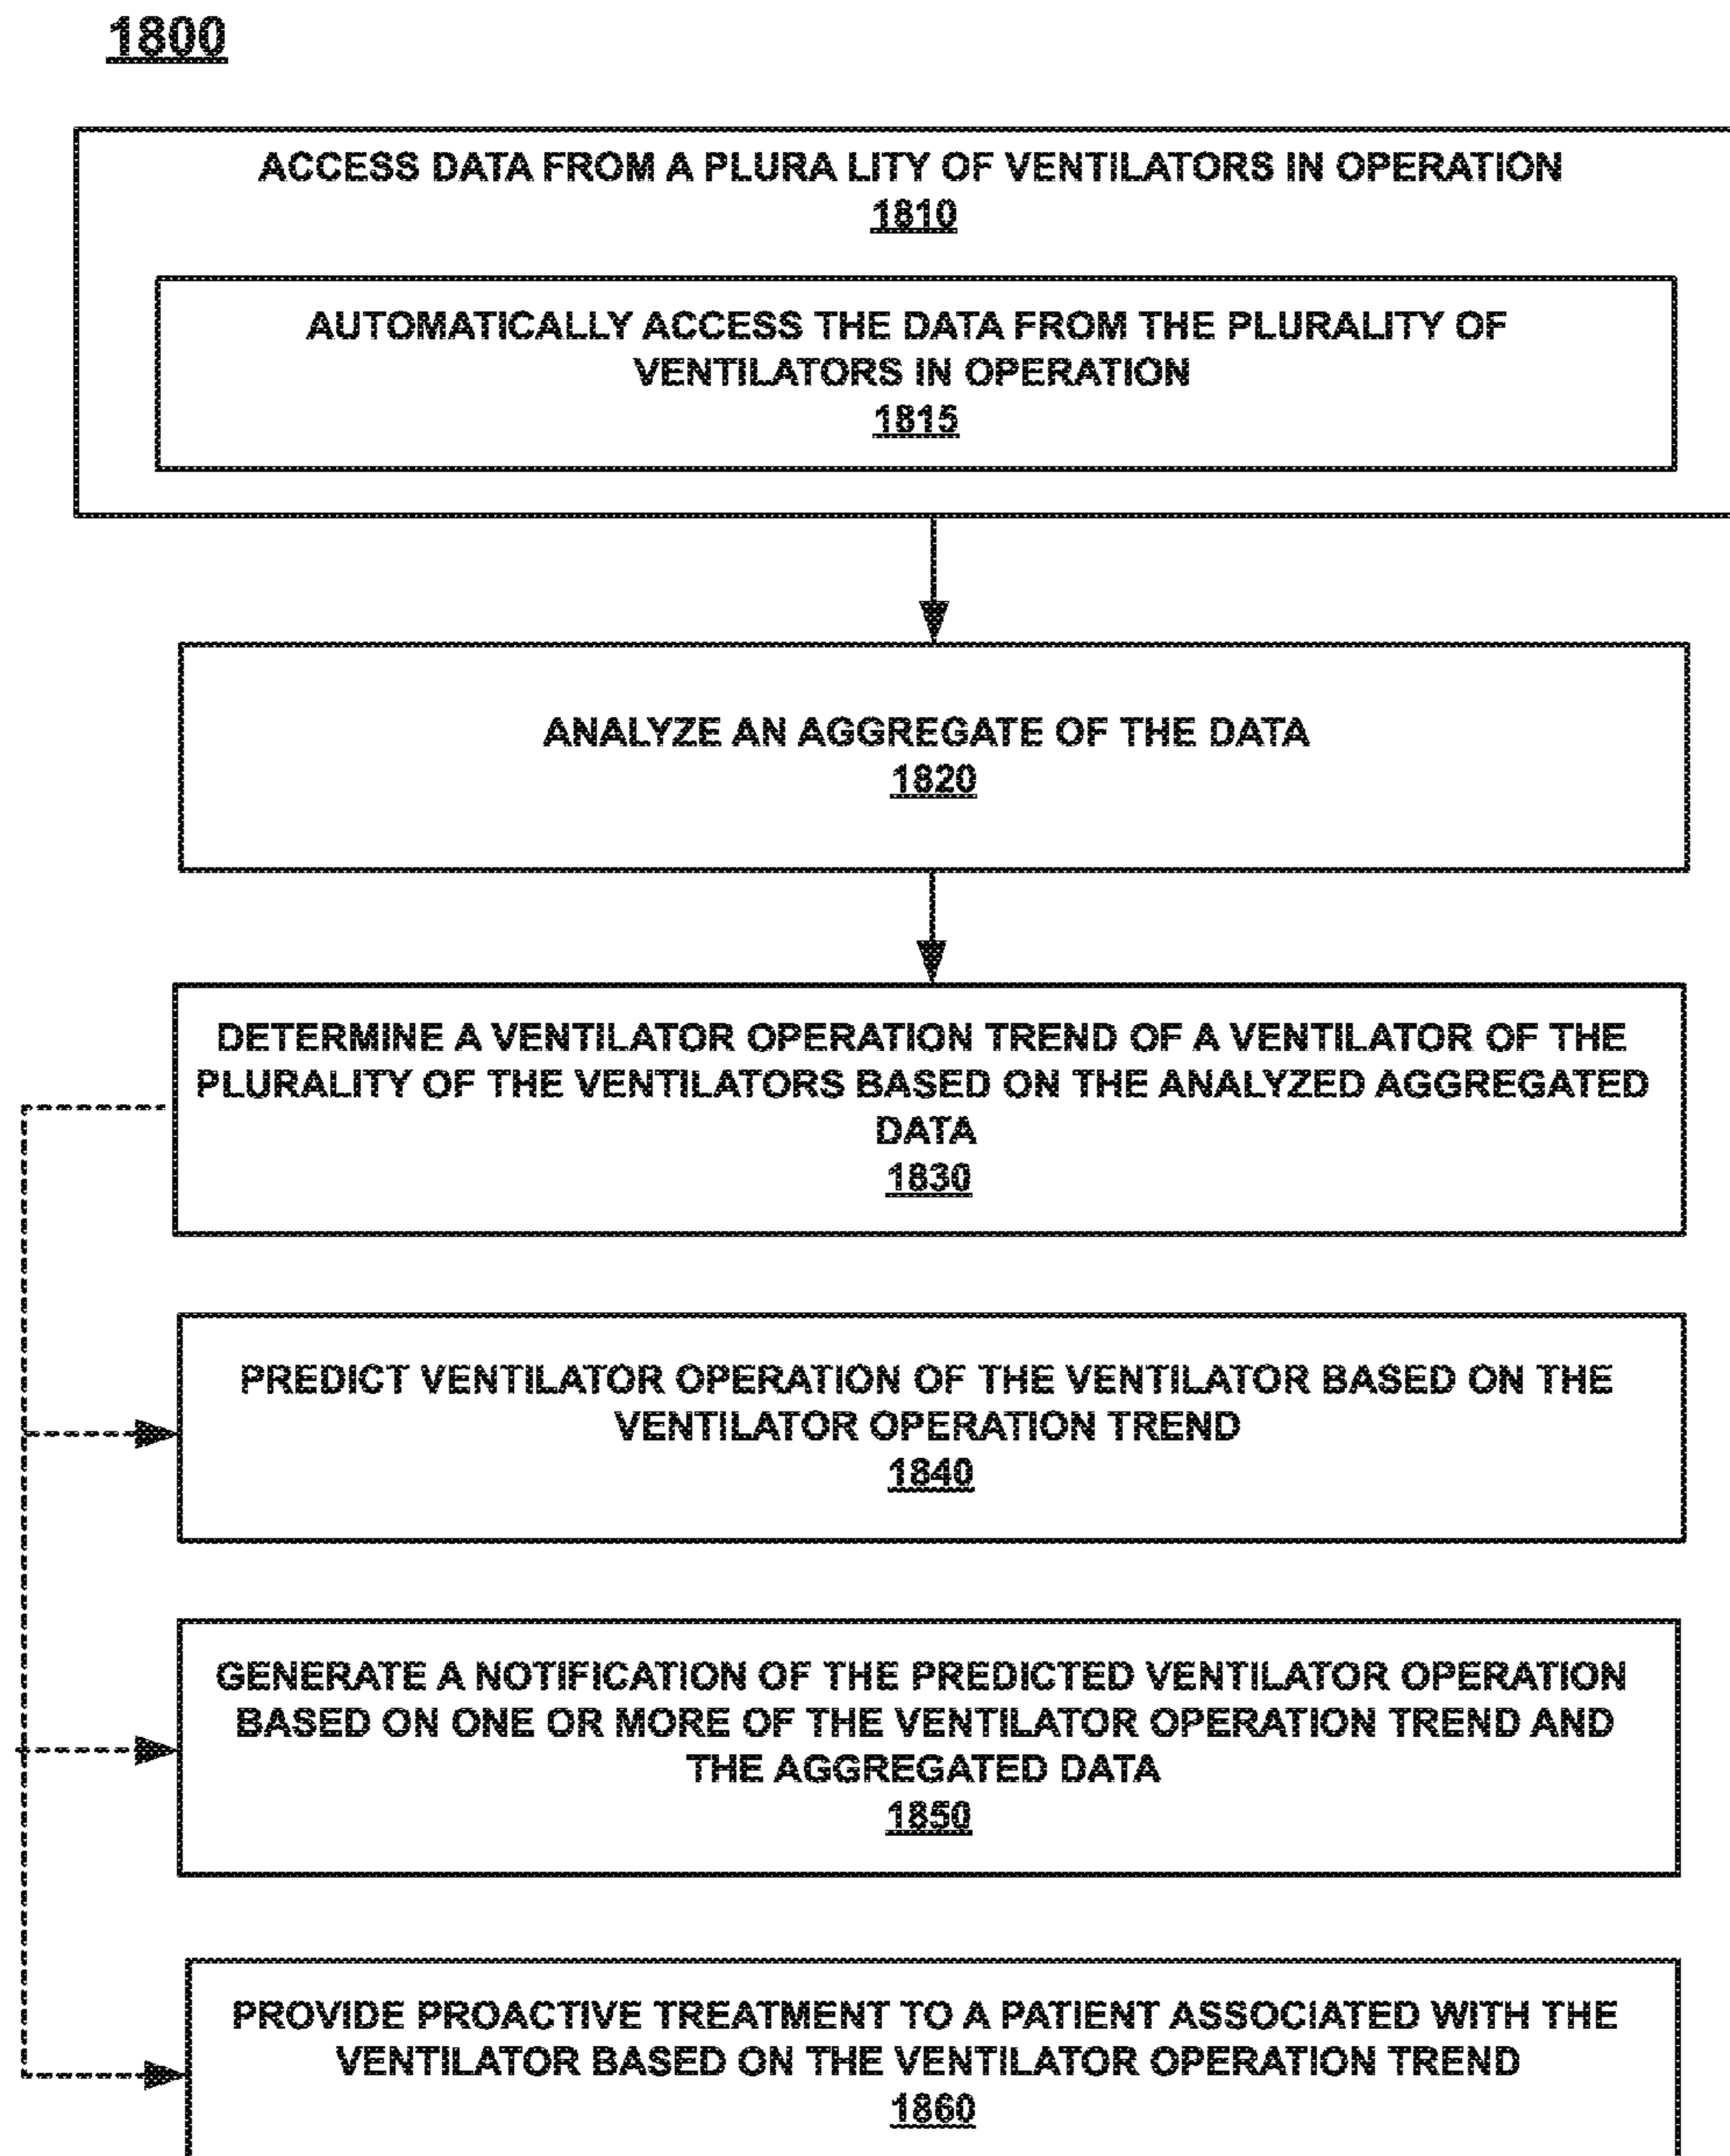 1800
ACCESS DATA FROM A PLURA LITY OF VENTILATORS IN OPERATION
1810
AUTOMATICALLY ACCESS THE DATA FROM THE PLURALITY OF
VENTILATORS IN OPERATION
1815
ANALYZE AN AGGREGATE OF THE DATA
1820
DETERMINE A VENTILATOR OPERATION TREND OF A VENTILATOR OF THE
PLURALITY OF THE VENTILATORS BASED ON THE ANALYZED AGGREGATED
DATA
1830
PREDICT VENTILATOR OPERATION OF THE VENTILATOR BASED ON THE
VENTILATOR OPERATION TREND
1840
GENERATE A NOTIFICATION OF THE PREDICTED VENTILATOR OPERATION
BASED ON ONE OR MORE OF THE VENTILATOR OPERATION TREND AND
THE AGGREGATED DATA
1850
PROVIDE PROACTIVE TREATMENT TO A PATIENT ASSOCIATED WITH THE
VENTILATOR BASED ON THE VENTILATOR OPERATION TREND
1860